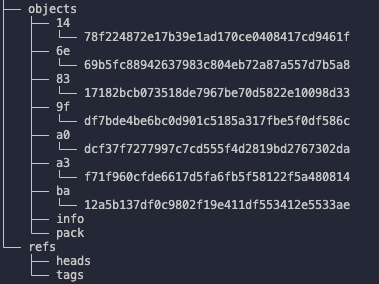 objects
14
78f224872e17b39e1ad170ce0408417cd9461f
6e
69b5fc88942637983c804eb72a87a557d7b5a8
83
17182bcb073518de7967be70d5822e10098d33
9f
df7bde4be6bc0d901c5185a317fbe5f0df586c
a0
dcf37f7277997c7cd555f4d2819bd2767302da
a3
f71f960cfde6617d5fa6fb5f58122f5a480814
ba
12a5b137df0c9802f19e411df553412e5533ae
info
pack
refs
heads
tags